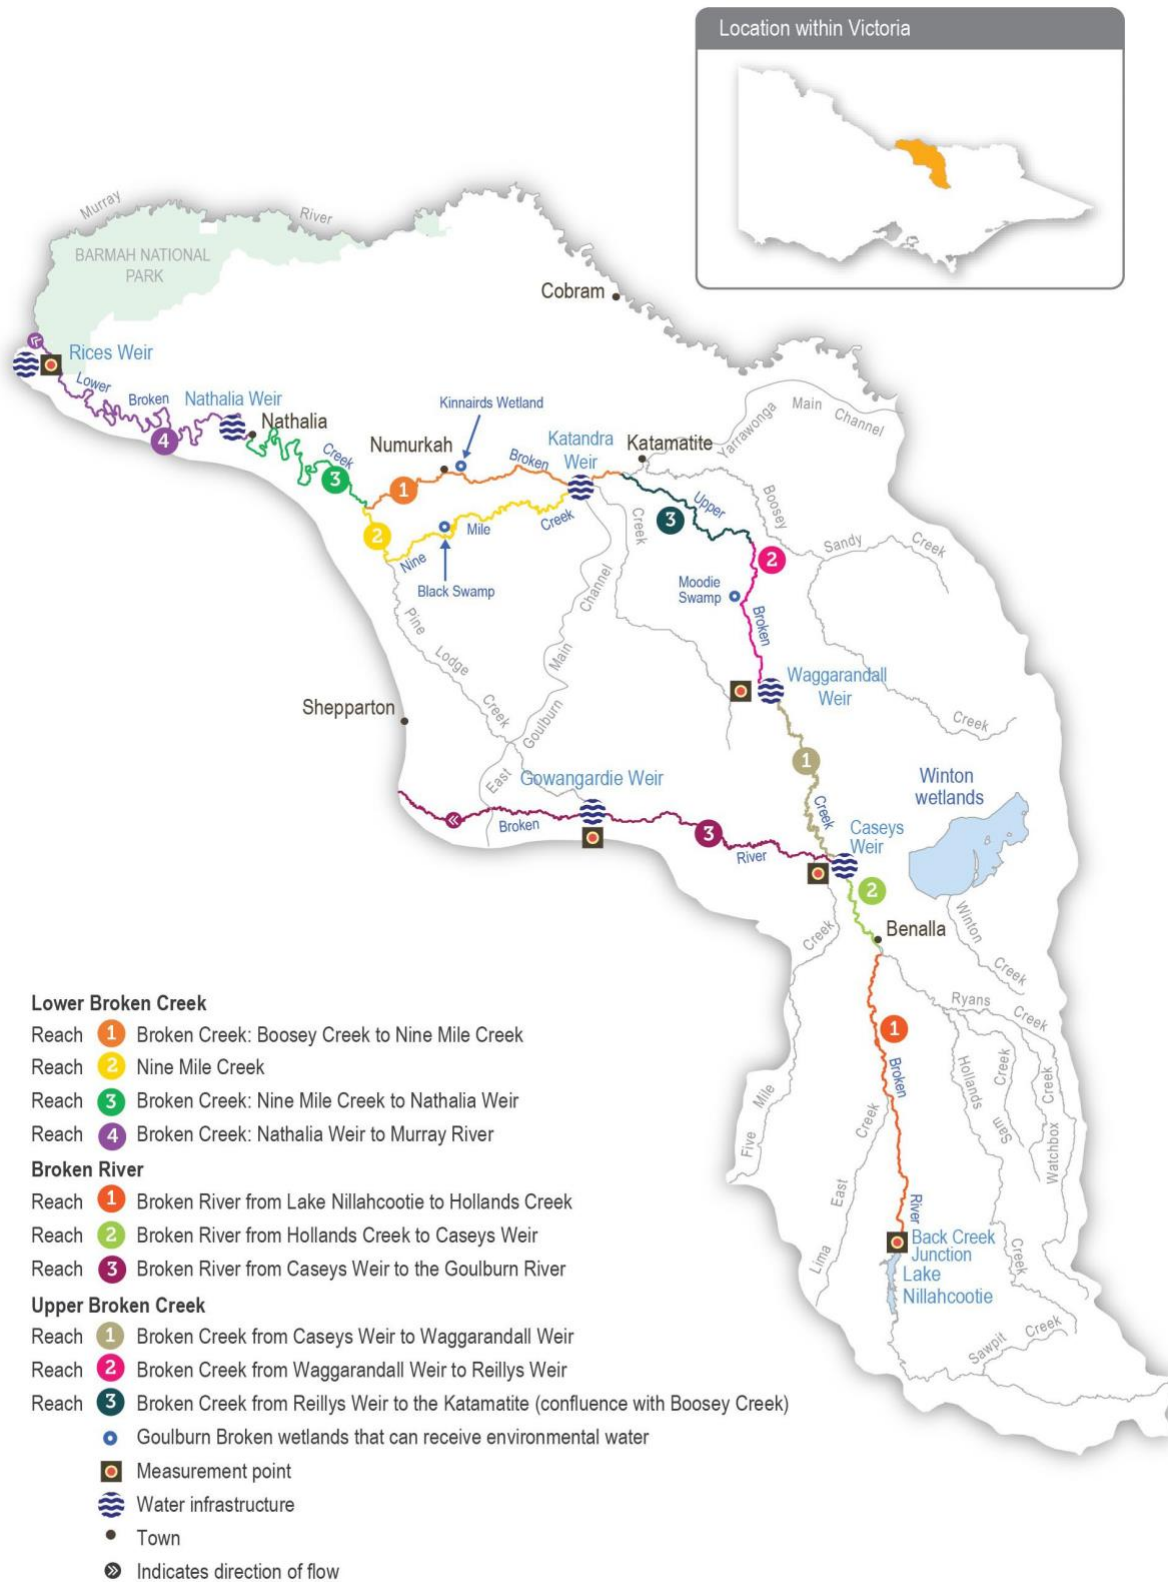 Location within Victoria
Murray
River
BARMAH NATIONAL
PARK
Cobram
Rices Weir
Lower
Broken
Nathalia Weir
Nathalia
4
Creek
3
Kinnairds Wetland
Numurkah
1
Broken
Katandra
Weir
Katamatite
Yarrawonga
Main
Channel
2
Nine
Mile
Creek
Black Swamp
Creek
Upper
3
Boosey
Sandy
Creek
2
Moodie
Swamp
Broken
Channel
Main
Goulburn
East
Pine
Lodge
Creek
Waggarandall
Weir
Creek
Shepparton
1
Creek
Gowangardie Weir
Winton
wetlands
Broken
3
River
Caseys
Weir
2
Creek
Benalla
Winton
Creek
Ryans
Creek
1
Broken
Hollands
Creek
Sam
Creek
Watchbox
Five
Mile
Creek
East
Lima
River
Back Creek
Junction
Lake
Nillahcootie
Creek
Sawpit
Creek
Lower Broken Creek
Reach 1 Broken Creek: Boosey Creek to Nine Mile Creek
Reach 2 Nine Mile Creek
Reach 3 Broken Creek: Nine Mile Creek to Nathalia Weir
Reach 4 Broken Creek: Nathalia Weir to Murray River
Broken River
Reach 1 Broken River from Lake Nillahcootie to Hollands Creek
Reach 2 Broken River from Hollands Creek to Caseys Weir
Reach 3 Broken River from Caseys Weir to the Goulburn River
Upper Broken Creek
Reach 1 Broken Creek from Caseys Weir to Waggarandall Weir
Reach 2 Broken Creek from Waggarandall Weir to Reillys Weir
Reach 3 Broken Creek from Reillys Weir to the Katamatite (confluence with Boosey Creek)
Goulburn Broken wetlands that can receive environmental water
Measurement point
Water infrastructure
Town
Indicates direction of flow